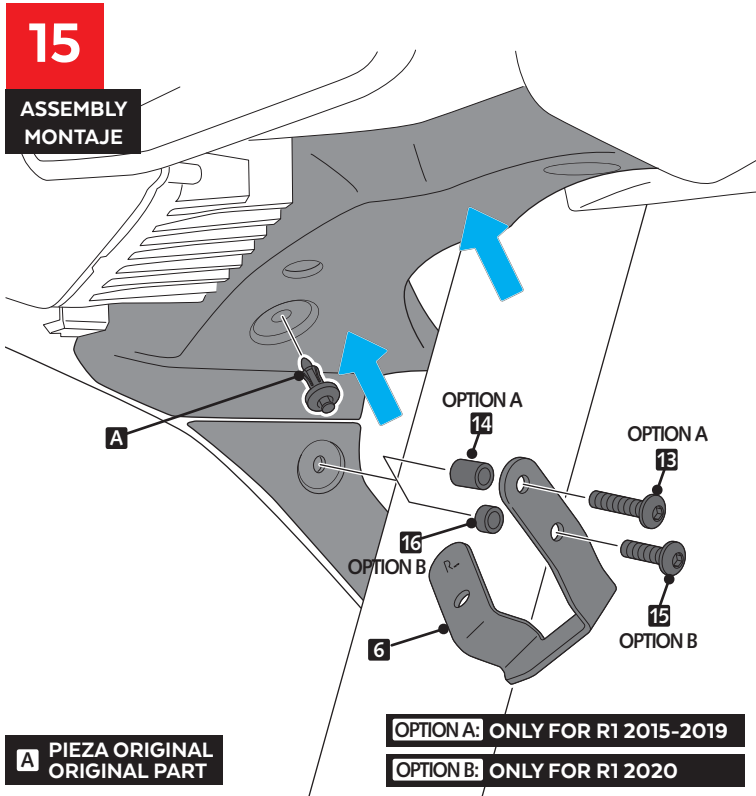 15
ASSEMBLY
MONTAJE
A
OPTION A
14
OPTION A
13
16
OPTION B
R-
15
OPTION B
6
A PIEZA ORIGINAL
ORIGINAL PART
OPTION A: ONLY FOR R1 2015-2019
OPTION B: ONLY FOR R1 2020